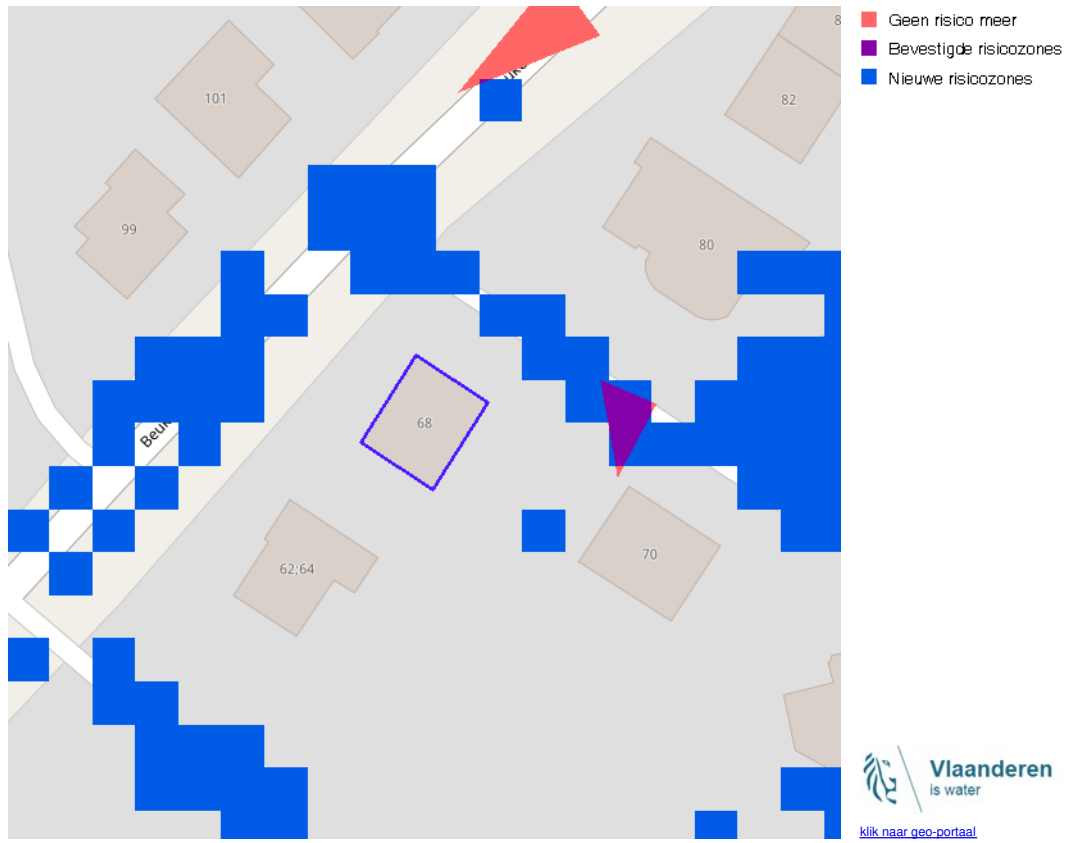 Geen risico meer
Bevestigde risicozones
Nieuwe risicozones
101
82
99
80
68
70
62;64
Vlaanderen
is water
klik naar geo-portaal